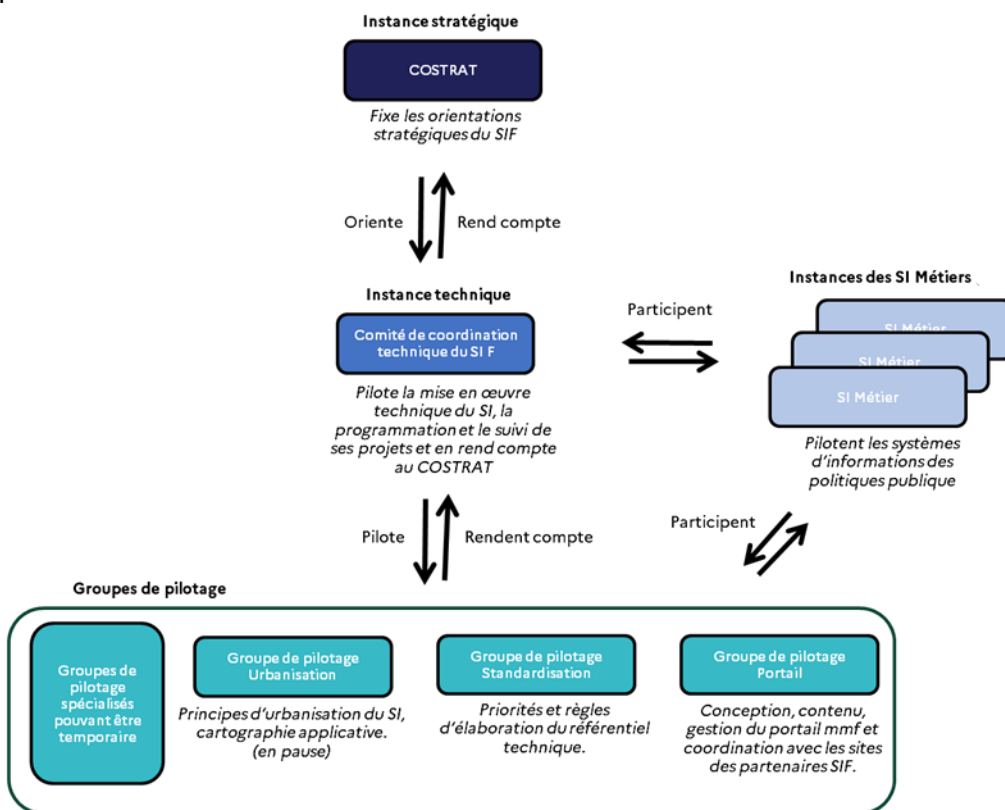 Instance stratégique
COSTRAT
Fixe les orientations
stratégiques du SIF
Oriente
Rend compte
Instance technique
Comité de coordination
technique du SI F
Pilote la mise en œuvre
technique du SI, la
programmation et le suivi de
ses projets et en rend compte
au COSTRAT
Participent
Instances des SI Métiers
SI Métier
SI Métier
SI Métier
Pilotent les systèmes
d'informations des
politiques publique
Pilote
Rendent compte
Participent
Groupes de pilotage
Groupes de
pilotage
spécialisés
pouvant être
temporaire
Groupe de pilotage
Urbanisation
Principes d'urbanisation du SI,
cartographie applicative.
(en pause)
Groupe de pilotage
Standardisation
Priorités et règles
d'élaboration du référentiel
technique.
Groupe de pilotage
Portail
Conception, contenu,
gestion du portail mmf et
coordination avec les sites
des partenaires SIF.